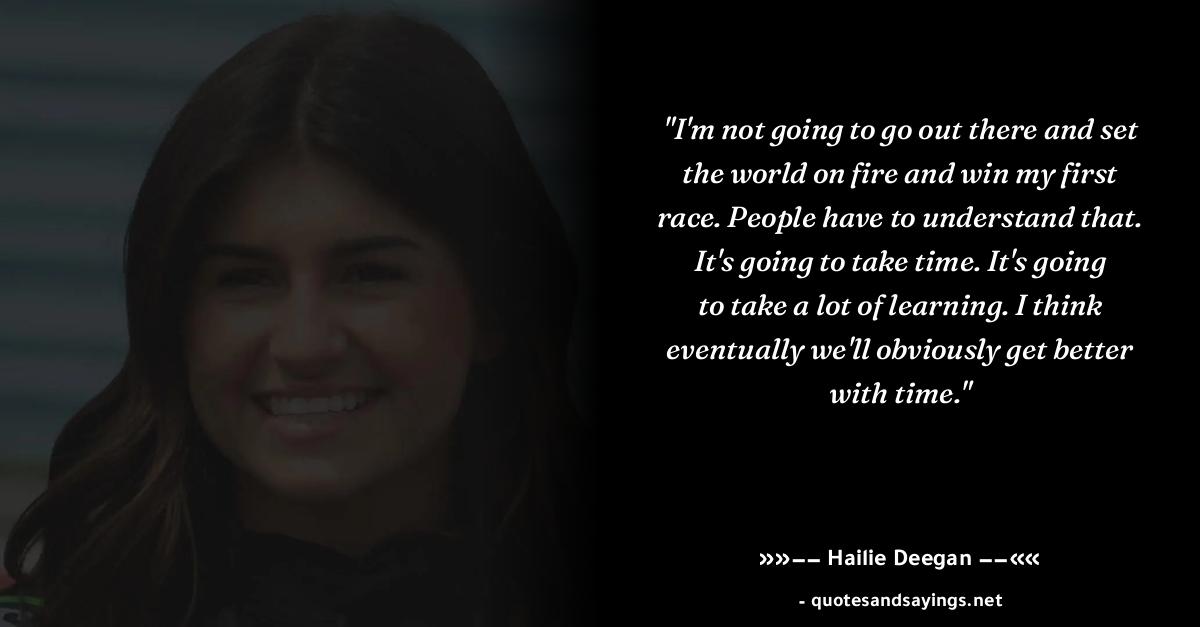 "I'm not going to go out there and set
the world on fire and win my first
race. People have to understand that.
It's going to take time. It's going
to take a lot of learning. I think
eventually we'll obviously get better
with time."
»»–– Hailie Deegan ––««
- quotesandsayings.net